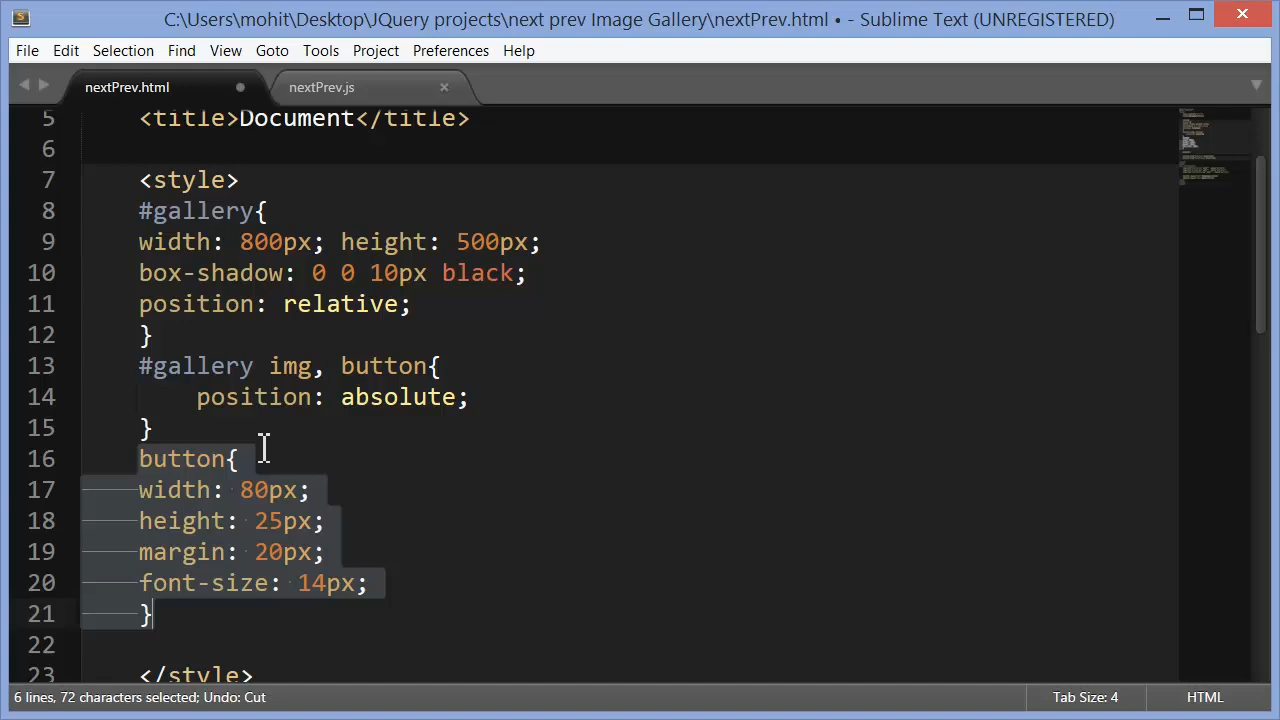 C:\Users\mohit\Desktop\JQuery projects\next prev Image Gallery\nextPrev.html • - Sublime Text (UNREGISTERED)
File Edit Selection Find View Goto Tools Project Preferences Help
nextPrev.html nextPrev.js
5 <title>Document</title>
6
7 <style>
8 #gallery{
9 width: 800px; height: 500px;
10 box-shadow: 0 0 10px black;
11 position: relative;
12 }
13 #gallery img, button{
14 position: absolute;
15 }
16 button{
17 width: 80px;
18 height: 25px;
19 margin: 20px;
20 font-size: 14px;
21 }
22
23 </style>
6 lines, 72 characters selected; Undo: Cut Tab Size: 4 HTML